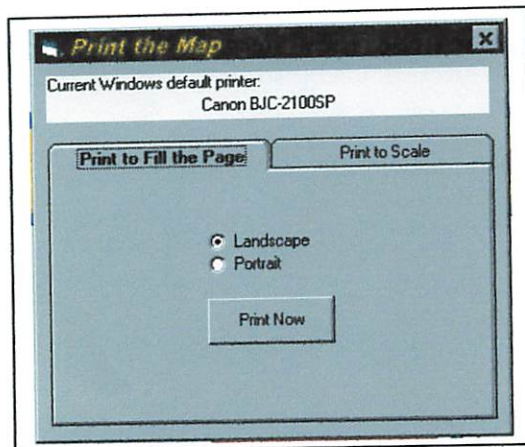 Print the Map
Current Windows default printer:
Canon BJC-2100SP
Print to Fill the Page
Print to Scale
Landscape
Portrait
Print Now